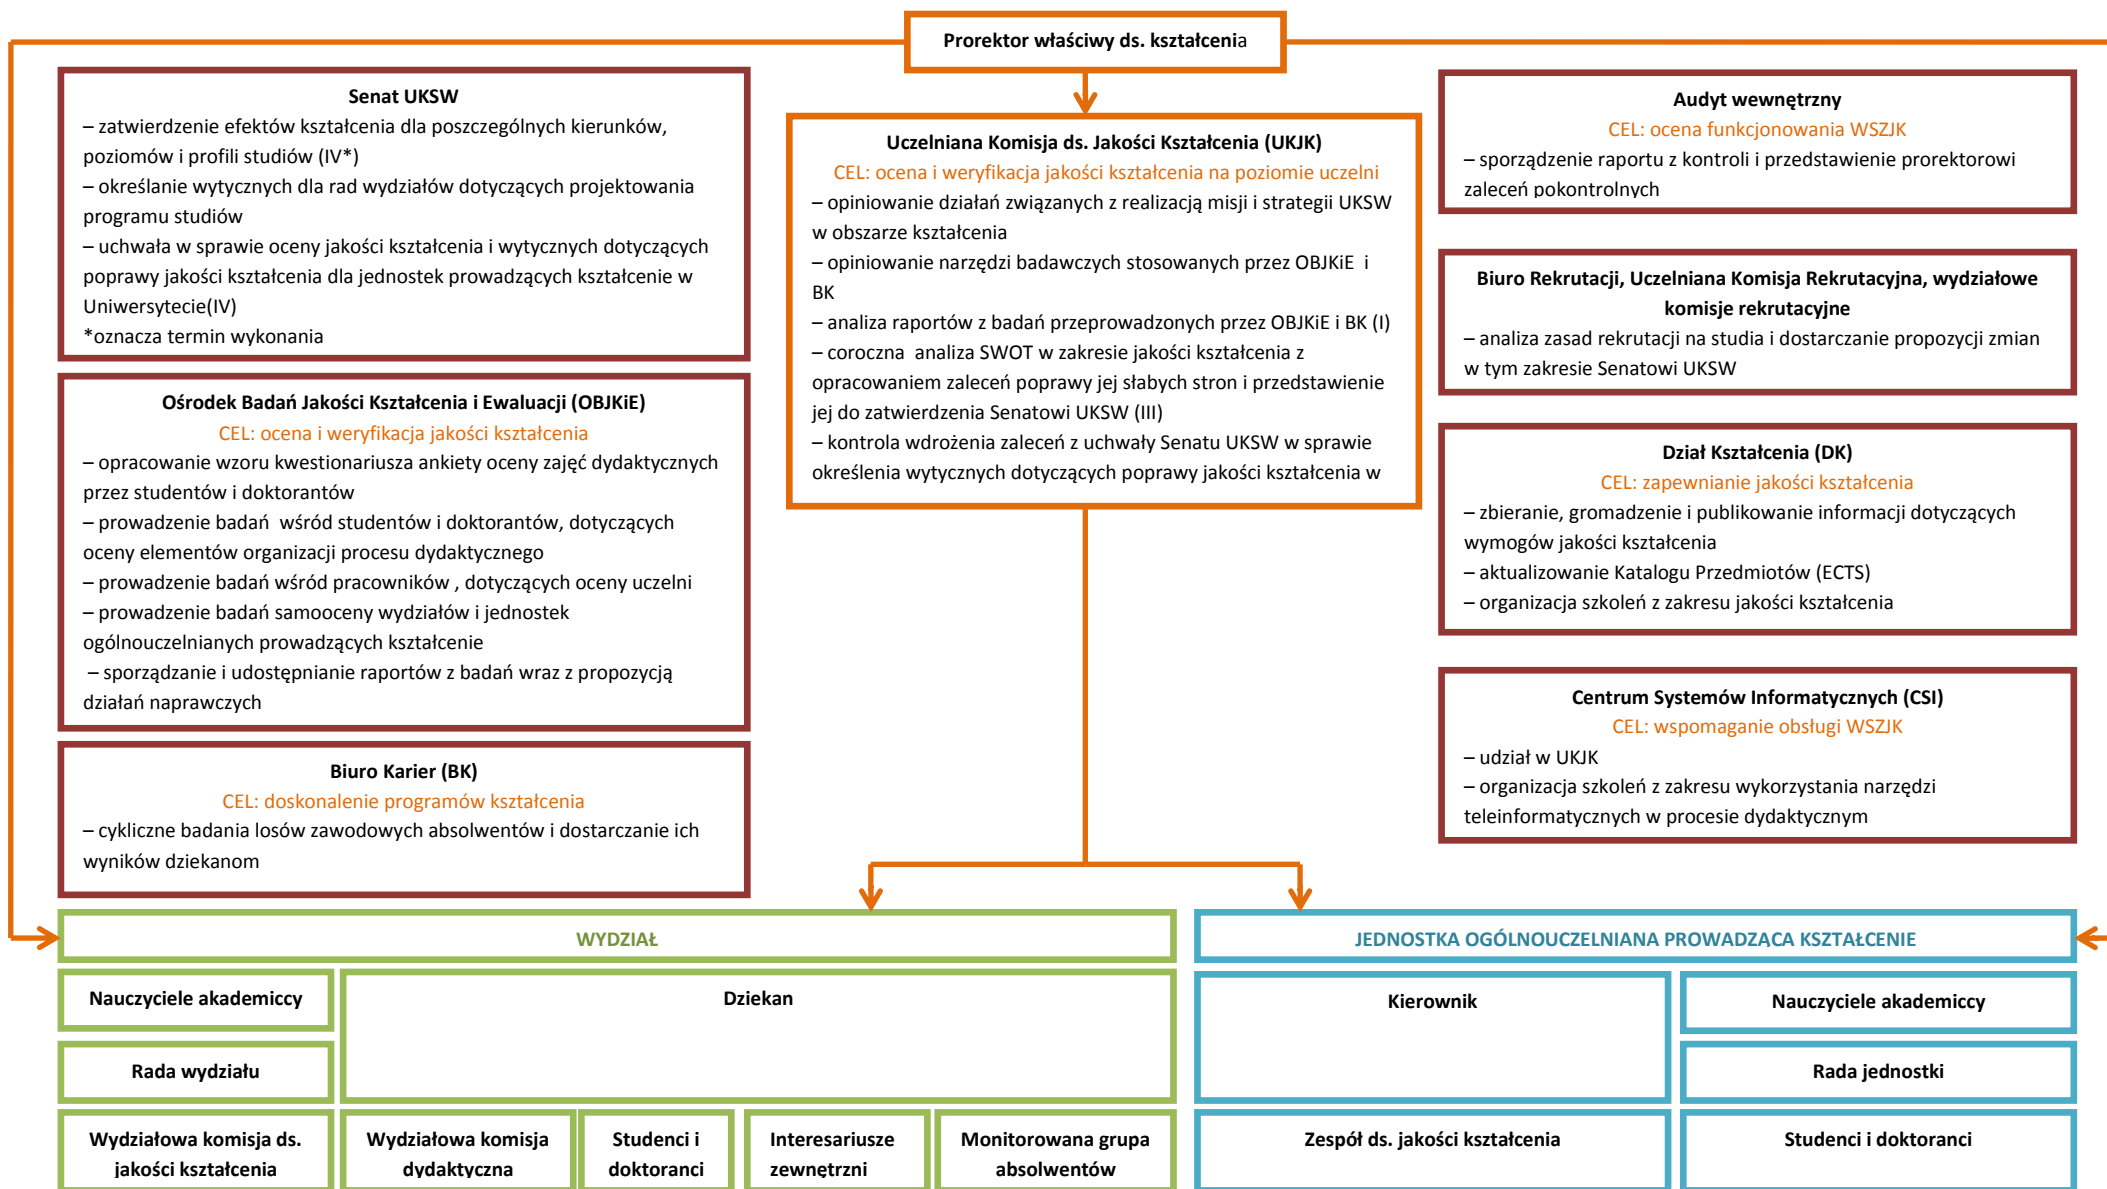 Prorektor właściwy ds. kształcenia
Senat UKSW
– zatwierdzenie efektów kształcenia dla poszczególnych kierunków,
poziomów i profili studiów (IV*)
– określanie wytycznych dla rad wydziałów dotyczących projektowania
programu studiów
– uchwała w sprawie oceny jakości kształcenia i wytycznych dotyczących
poprawy jakości kształcenia dla jednostek prowadzących kształcenie w
Uniwersytecie(IV)
*oznacza termin wykonania
Ośrodek Badań Jakości Kształcenia i Ewaluacji (OBJKiE)
CEL: ocena i weryfikacja jakości kształcenia
– opracowanie wzoru kwestionariusza ankiety oceny zajęć dydaktycznych
przez studentów i doktorantów
– prowadzenie badań wśród studentów i doktorantów, dotyczących
oceny elementów organizacji procesu dydaktycznego
– prowadzenie badań wśród pracowników , dotyczących oceny uczelni
– prowadzenie badań samooceny wydziałów i jednostek
ogólnouczelnianych prowadzących kształcenie
– sporządzanie i udostępnianie raportów z badań wraz z propozycją
działań naprawczych
Biuro Karier (BK)
CEL: doskonalenie programów kształcenia
– cykliczne badania losów zawodowych absolwentów i dostarczanie ich
wyników dziekanom
Uczelniana Komisja ds. Jakości Kształcenia (UKJK)
CEL: ocena i weryfikacja jakości kształcenia na poziomie uczelni
– opiniowanie działań związanych z realizacją misji i strategii UKSW
w obszarze kształcenia
– opiniowanie narzędzi badawczych stosowanych przez OBJKiE i
BK
– analiza raportów z badań przeprowadzonych przez OBJKiE i BK (I)
– coroczna analiza SWOT w zakresie jakości kształcenia z
opracowaniem zaleceń poprawy jej słabych stron i przedstawienie
jej do zatwierdzenia Senatowi UKSW (III)
– kontrola wdrożenia zaleceń z uchwały Senatu UKSW w sprawie
określenia wytycznych dotyczących poprawy jakości kształcenia w
Audyt wewnętrzny
CEL: ocena funkcjonowania WSZJK
– sporządzenie raportu z kontroli i przedstawienie prorektorowi
zaleceń pokontrolnych
Biuro Rekrutacji, Uczelniana Komisja Rekrutacyjna, wydziałowe
komisje rekrutacyjne
– analiza zasad rekrutacji na studia i dostarczanie propozycji zmian
w tym zakresie Senatowi UKSW
Dział Kształcenia (DK)
CEL: zapewnianie jakości kształcenia
– zbieranie, gromadzenie i publikowanie informacji dotyczących
wymogów jakości kształcenia
– aktualizowanie Katalogu Przedmiotów (ECTS)
– organizacja szkoleń z zakresu jakości kształcenia
Centrum Systemów Informatycznych (CSI)
CEL: wspomaganie obsługi WSZJK
– udział w UKJK
– organizacja szkoleń z zakresu wykorzystania narzędzi
teleinformatycznych w procesie dydaktycznym
WYDZIAŁ
Nauczyciele akademiccy
Dziekan
Rada wydziału
Wydziałowa komisja ds.
jakości kształcenia
Wydziałowa komisja
dydaktyczna
Studenci i
doktoranci
Interesariusze
zewnętrzni
Monitorowana grupa
absolwentów
JEDNOSTKA OGÓLNOUCZELNIANA PROWADZĄCA KSZTAŁCENIE
Kierownik
Nauczyciele akademiccy
Rada jednostki
Zespół ds. jakości kształcenia
Studenci i doktoranci